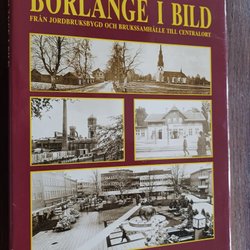 BORLÄNGE I BILD
FRÅN JORDBRUKSBYGD OCH BRUKSSAMHÄLLE TILL CENTRALORT